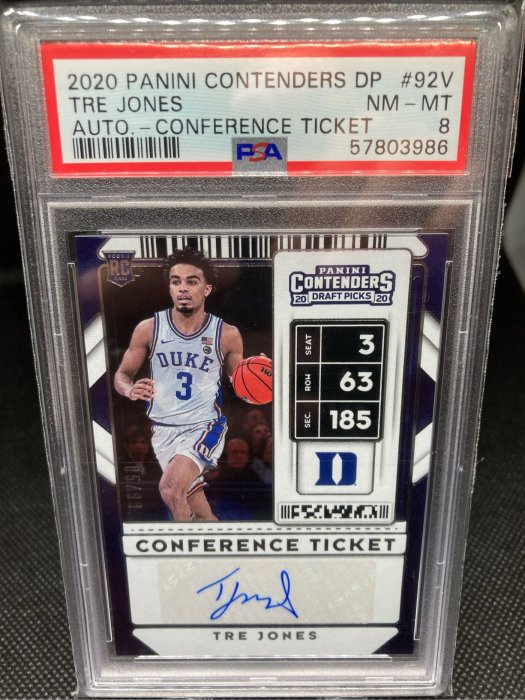 2020 PANINI CONTENDERS DP #92V
TRE JONES NM - MT
AUTO. - CONFERENCE TICKET 8
PSA 57803986
ROOKIE
RC
PANINI
CONTENDERS
20 DRAFT PICKS 20
DUKE
3
SEAT 3
ROW 63
SEC. 185
D
CONFERENCE TICKET
TRE JONES